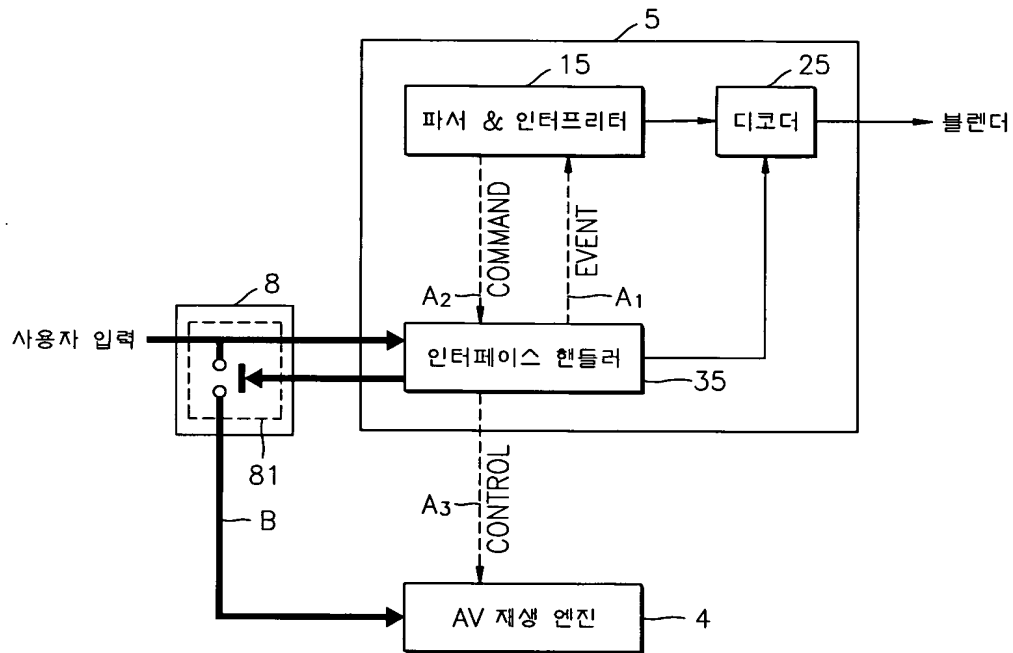 5
15
25
파서 & 인터프리터
디코더
블렌더
COMMAND
EVENT
A2
A1
8
사용자 입력
인터페이스 핸들러
35
81
CONTROL
A3
B
AV 재생 엔진
4